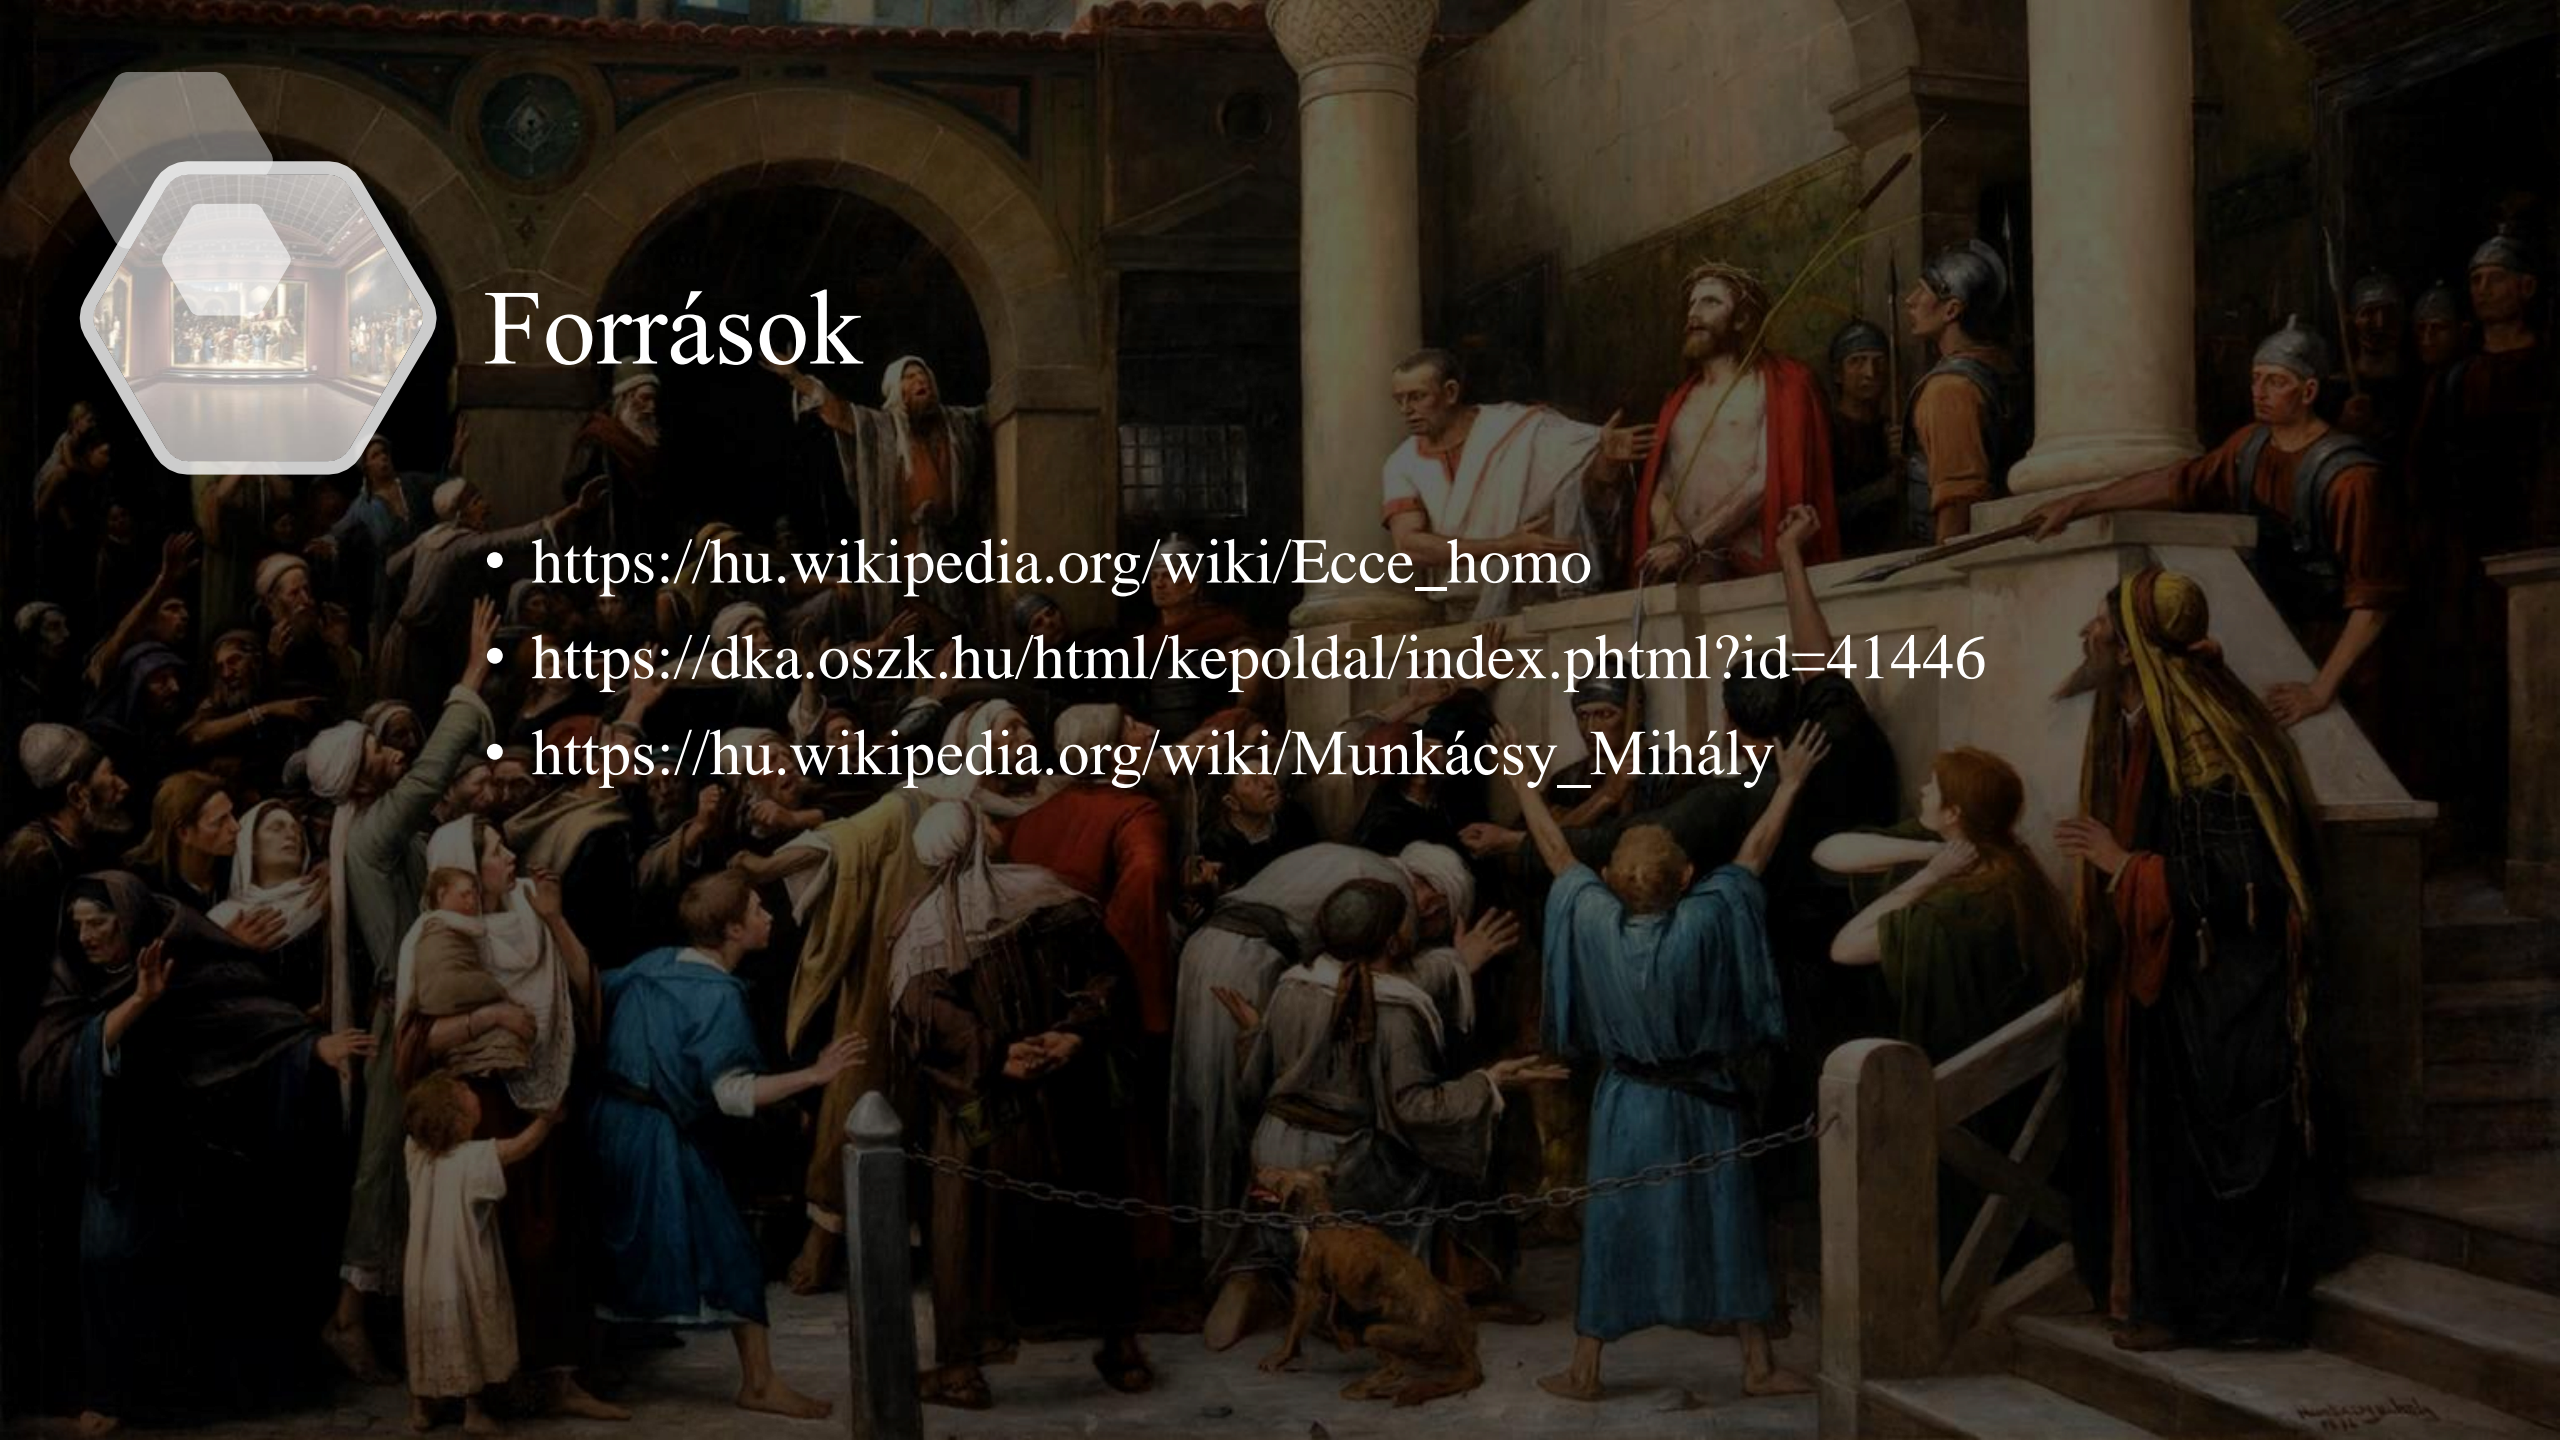 Források
• https://hu.wikipedia.org/wiki/Ecce_homo
• https://dka.oszk.hu/html/kepoldal/index.phtml?id=41446
• https://hu.wikipedia.org/wiki/Munkácsy_Mihály